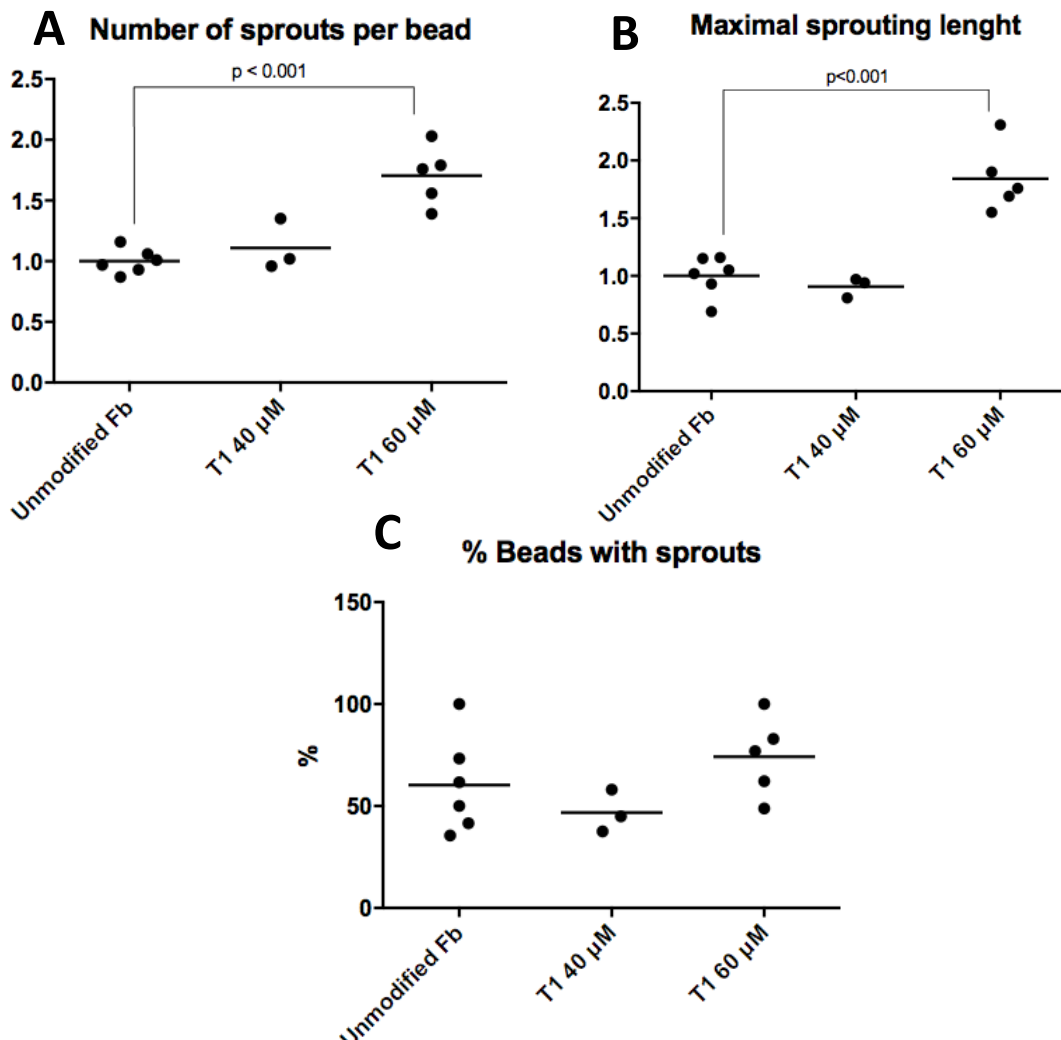 A Number of sprouts per bead
p < 0.001
2.5
2.0
1.5
1.0
0.5
0.0
Unmodified Fb
T1 40 µM
T1 60 µM
B Maximal sprouting lenght
p<0.001
2.5
2.0
1.5
1.0
0.5
0.0
Unmodified Fb
T1 40 µM
T1 60 µM
C % Beads with sprouts
%
150
100
50
0
Unmodified Fb
T1 40 µM
T1 60 µM